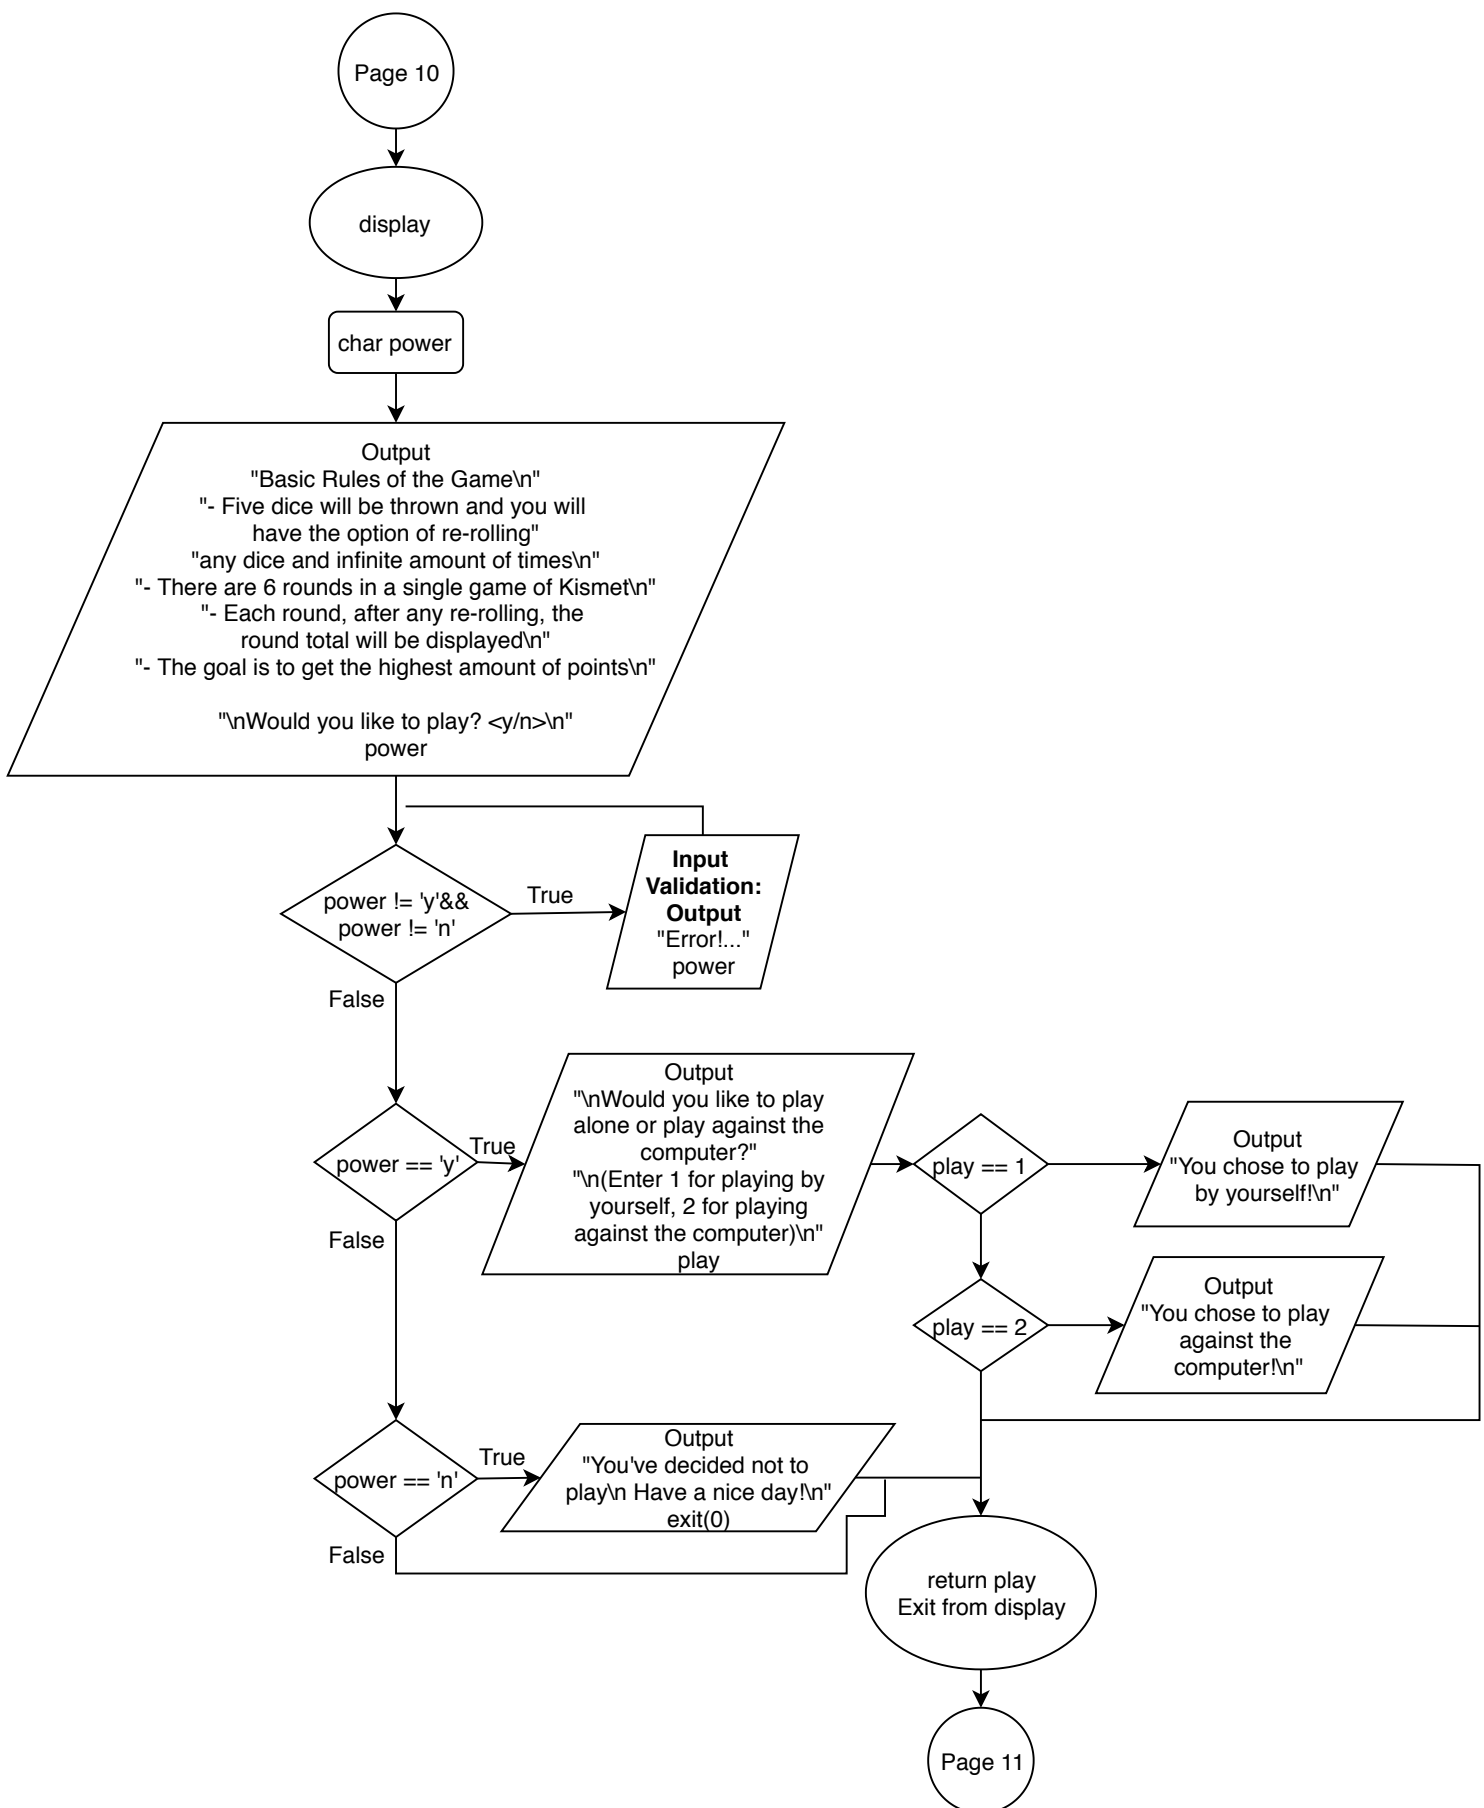 Page 10
display
char power
Output
"Basic Rules of the Game\n"
"- Five dice will be thrown and you will
have the option of re-rolling"
"any dice and infinite amount of times\n"
"- There are 6 rounds in a single game of Kismet\n"
"- Each round, after any re-rolling, the
round total will be displayed\n"
"- The goal is to get the highest amount of points\n"
"\nWould you like to play? <y/n>\n"
power
power != 'y'&&
power != 'n'
True
Input
Validation:
Output
"Error!..."
power
False
power == 'y'
True
Output
"\nWould you like to play
alone or play against the
computer?"
"\n(Enter 1 for playing by
yourself, 2 for playing
against the computer)\n"
play
play == 1
Output
"You chose to play
by yourself!\n"
False
play == 2
Output
"You chose to play
against the
computer!\n"
power == 'n'
True
Output
"You've decided not to
play\n Have a nice day!\n"
exit(0)
False
return play
Exit from display
Page 11